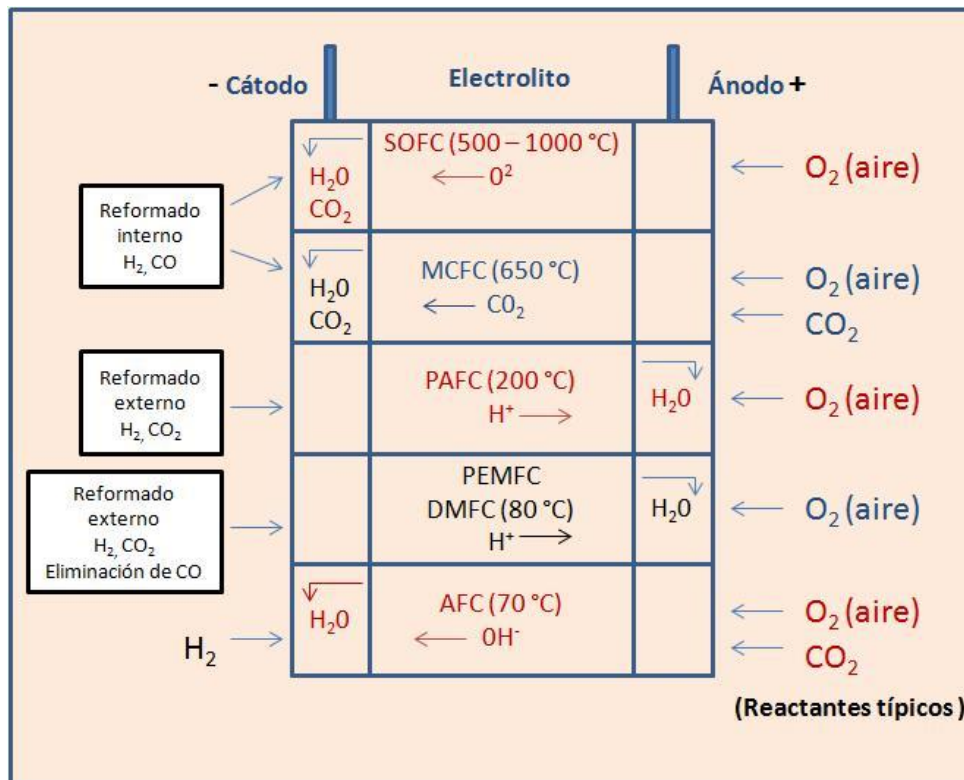 - Cátodo
Electrolito
Ánodo +
SOFC (500 – 1000 °C)
0²
H₂0
CO₂
O₂ (aire)
Reformado
interno
H₂, CO
MCFC (650 °C)
C0₂
H₂0
CO₂
O₂ (aire)
CO₂
Reformado
externo
H₂, CO₂
PAFC (200 °C)
H⁺
H₂0
O₂ (aire)
Reformado
externo
H₂, CO₂
Eliminación de CO
PEMFC
DMFC (80 °C)
H⁺
H₂0
O₂ (aire)
H₂
H₂0
AFC (70 °C)
0H⁻
O₂ (aire)
CO₂
(Reactantes típicos )